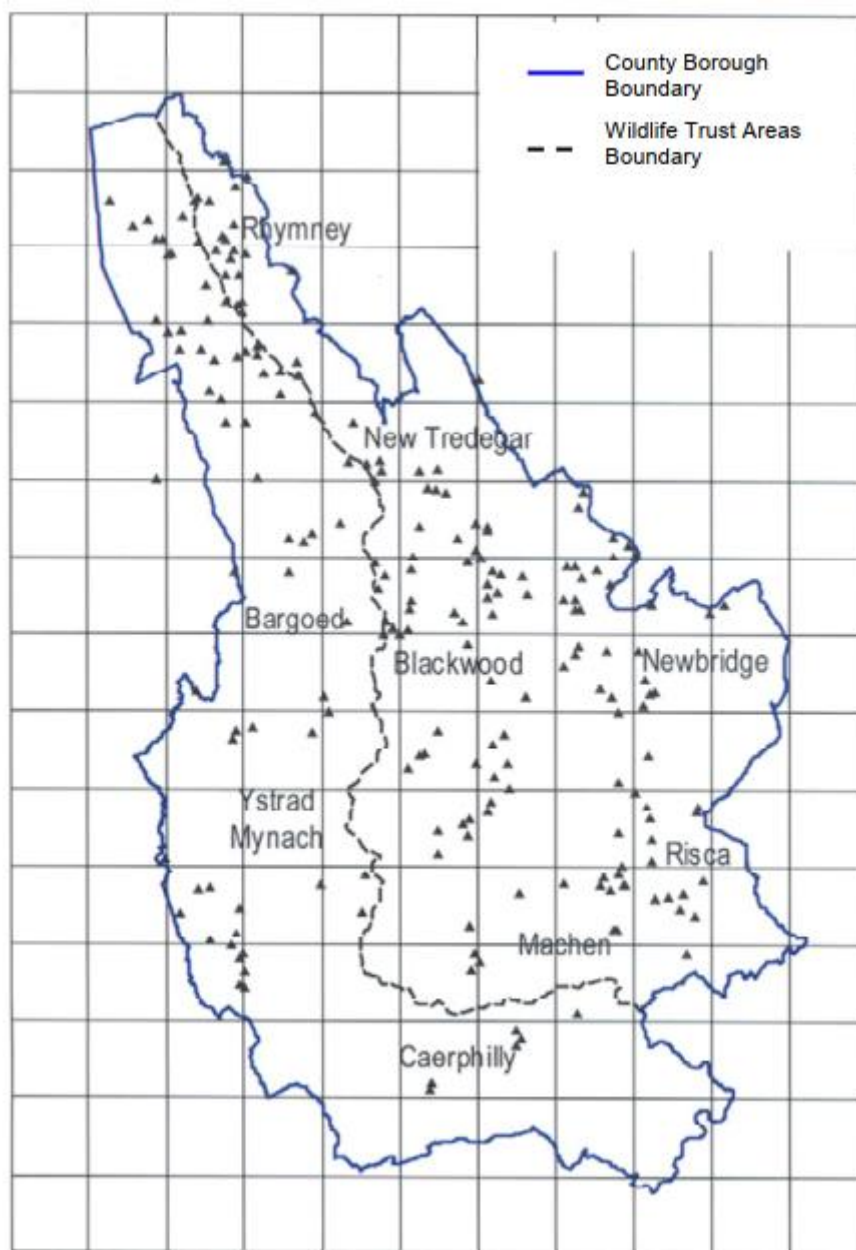 County Borough
Boundary
Wildlife Trust Areas
Boundary
Rhymney
New Tredegar
Bargoed
Blackwood
Newbridge
Ystrad
Mynach
Risca
Machen
Caerphilly